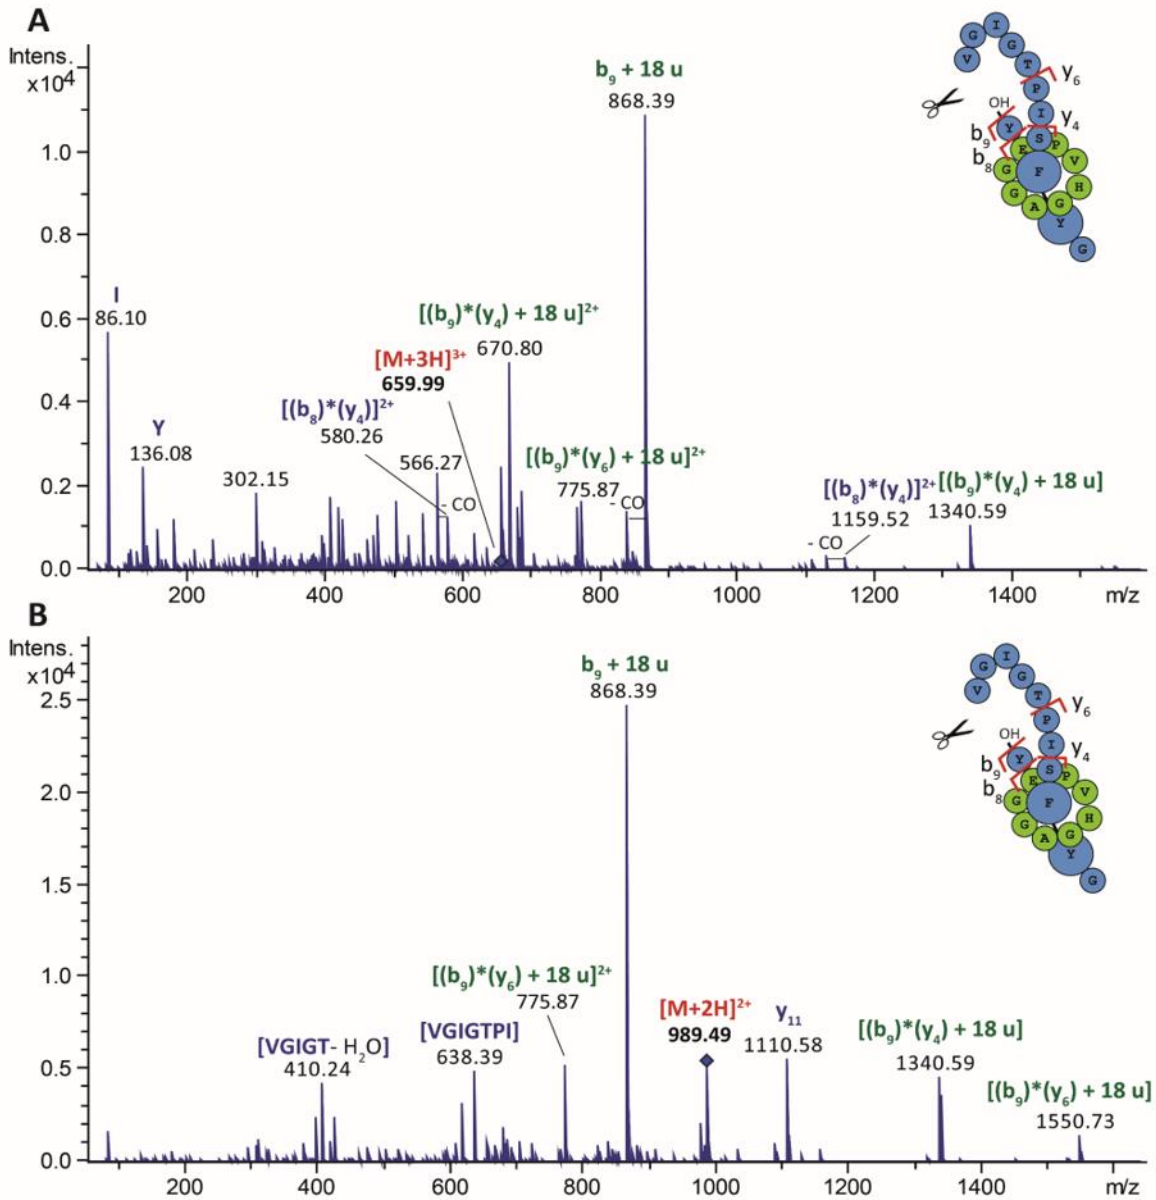 A
Intens.
x10⁴
b₉ + 18 u
868.39
1.0
0.8
I
86.10
0.6
[(b₉)*(y₄) + 18 u]²⁺
670.80
[M+3H]³⁺
659.99
[(b₈)*(y₄)]²⁺
580.26
0.4
Y
136.08
302.15
566.27
- CO
[(b₉)*(y₆) + 18 u]²⁺
775.87
- CO
[(b₈)*(y₄)]²⁺
1159.52
- CO
[(b₉)*(y₄) + 18 u]
1340.59
0.2
0.0
200 400 600 800 1000 1200 1400 m/z
V G I G T P I S F Y G
y₆
y₄
OH
b₉
b₈
Y E G G A G H V P
B
Intens.
x10⁴
b₉ + 18 u
868.39
2.5
2.0
1.5
1.0
[(b₉)*(y₆) + 18 u]²⁺
775.87
[VGIGT- H₂O]
410.24
[VGIGTPI]
638.39
[M+2H]²⁺
989.49
y₁₁
1110.58
[(b₉)*(y₄) + 18 u]
1340.59
[(b₉)*(y₆) + 18 u]
1550.73
0.5
0.0
200 400 600 800 1000 1200 1400 m/z
V G I G T P I S F Y G
y₆
y₄
OH
b₉
b₈
Y E G G A G H V P